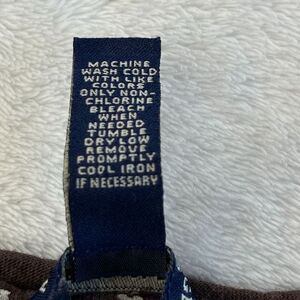 MACHINE
WASH COLD
WITH LIKE
COLORS
ONLY NON-
CHLORINE
BLEACH
WHEN
NEEDED
TUMBLE
DRY LOW
REMOVE
PROMPTLY
COOL IRON
IF NECESSARY